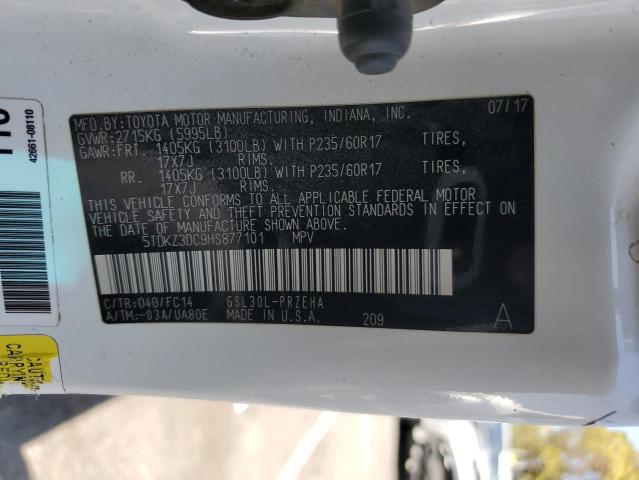 MFD.BY:TOYOTA MOTOR MANUFACTURING, INDIANA, INC. 07/17
GVWR:2715KG (5995LB)
GAWR:FRT. 1405KG (3100LB) WITH P235/60R17 TIRES,
17X7J RIMS.
RR. 1405KG (3100LB) WITH P235/60R17 TIRES,
17X7J RIMS.
THIS VEHICLE CONFORMS TO ALL APPLICABLE FEDERAL MOTOR
VEHICLE SAFETY AND THEFT PREVENTION STANDARDS IN EFFECT ON
THE DATE OF MANUFACTURE SHOWN ABOVE.
5TDKZ3DC9HS877101 MPV
C/TR:040/FC14 GSL30L-PRZEHA
A/TM:-03A/UA80E MADE IN U.S.A. 209 A
42661-08110